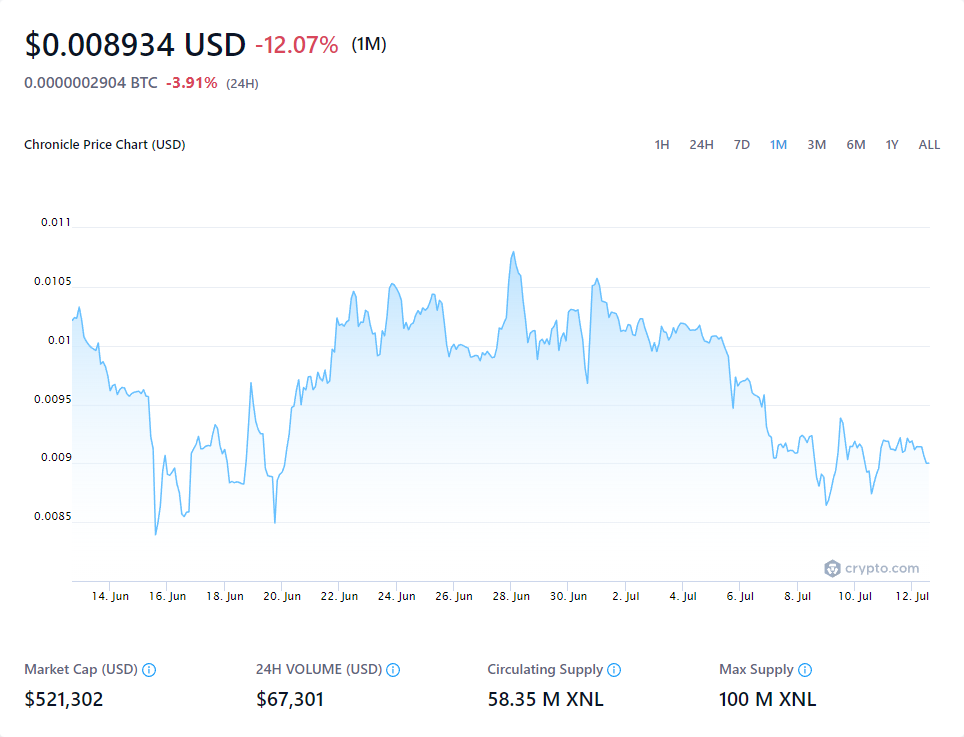 $0.008934 USD -12.07% (1M)
0.0000002904 BTC -3.91% (24H)
Chronicle Price Chart (USD) 1H 24H 7D 1M 3M 6M 1Y ALL
0.011
0.0105
0.01
0.0095
0.009
0.0085
crypto.com
14. Jun 16. Jun 18. Jun 20. Jun 22. Jun 24. Jun 26. Jun 28. Jun 30. Jun 2. Jul 4. Jul 6. Jul 8. Jul 10. Jul 12. Jul
Market Cap (USD) 24H VOLUME (USD) Circulating Supply Max Supply
$521,302 $67,301 58.35 M XNL 100 M XNL